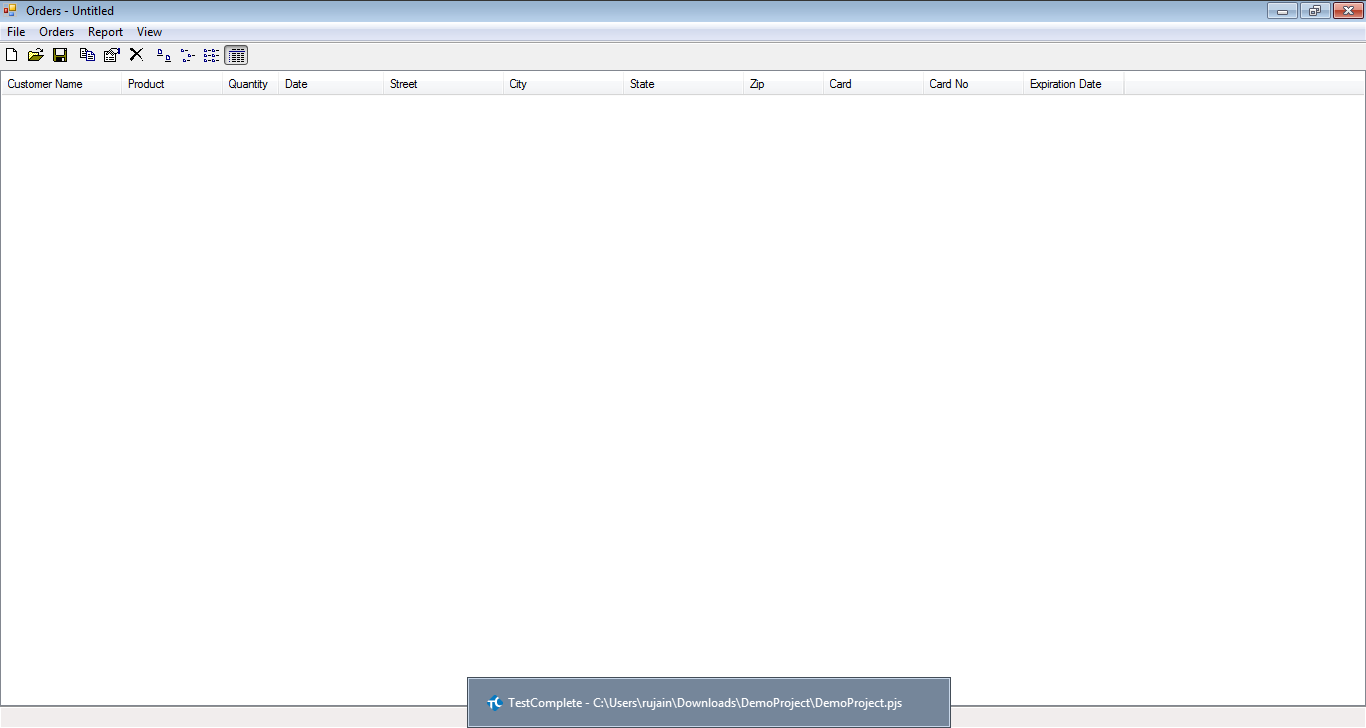 Orders - Untitled
File Orders Report View
Customer Name Product Quantity Date Street City State Zip Card Card No Expiration Date
TestComplete - C:\Users\rujain\Downloads\DemoProject\DemoProject.pjs